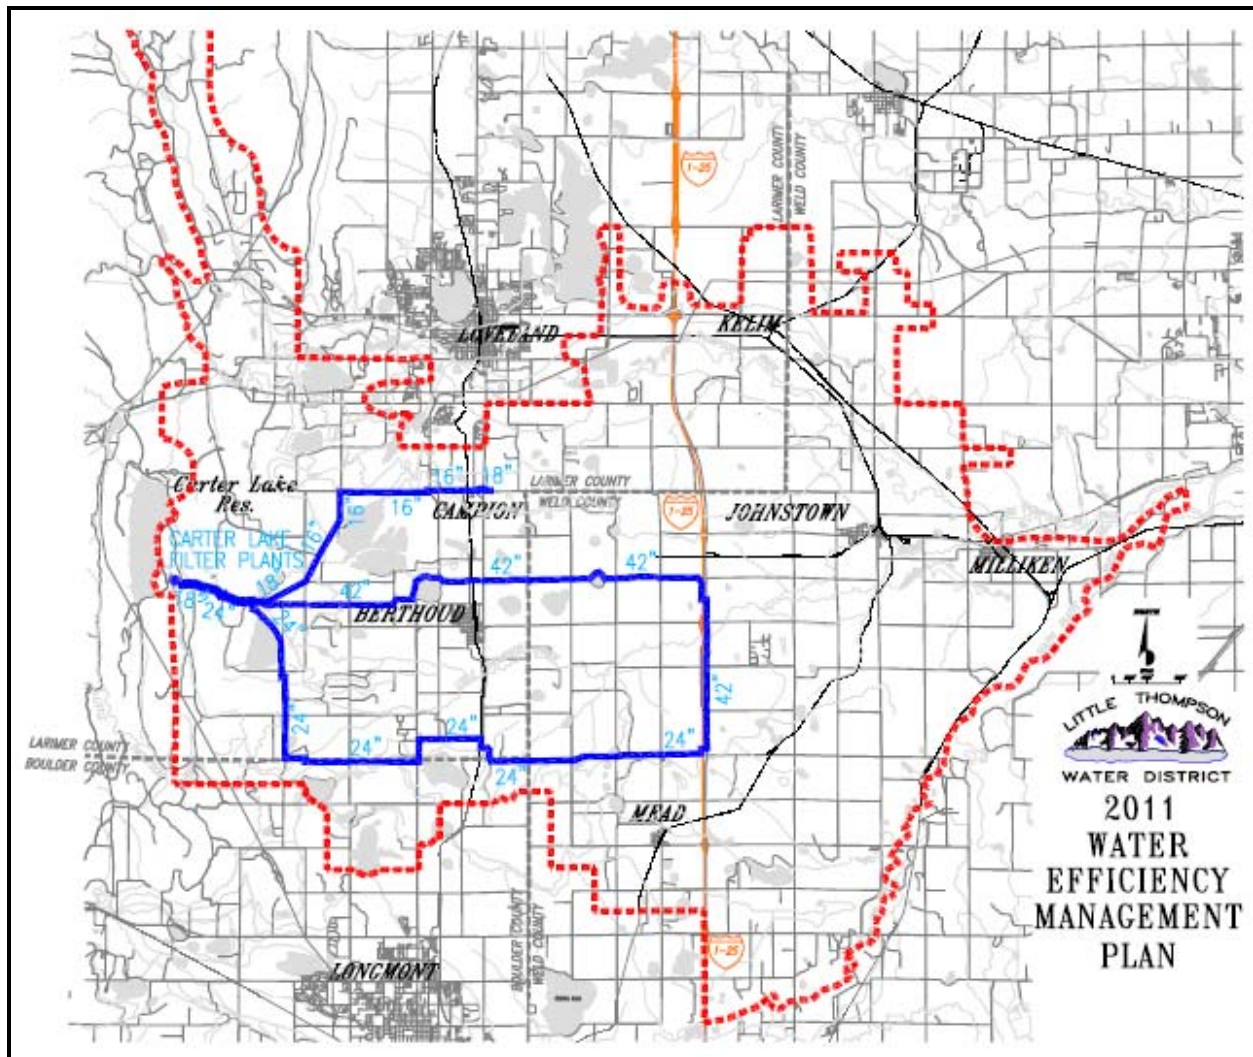 I-25
LARIMER COUNTY
WELD COUNTY
LOVELAND
KELIM
Carter Lake
Res.
16" 18"
16"
16
16"
CAMPION
LARIMER COUNTY
WELD COUNTY
I-25
JOHNSTOWN
CARTER LAKE
FILTER PLANTS
18"
18"
24"
24"
42"
42"
42"
BERTHOUD
MILLIKEN
NORTH
42"
24"
24"
24"
24"
24"
LARIMER COUNTY
BOULDER COUNTY
MEAD
BOULDER COUNTY
WELD COUNTY
I-25
LONGMONT
LITTLE THOMPSON
WATER DISTRICT
2011
WATER
EFFICIENCY
MANAGEMENT
PLAN